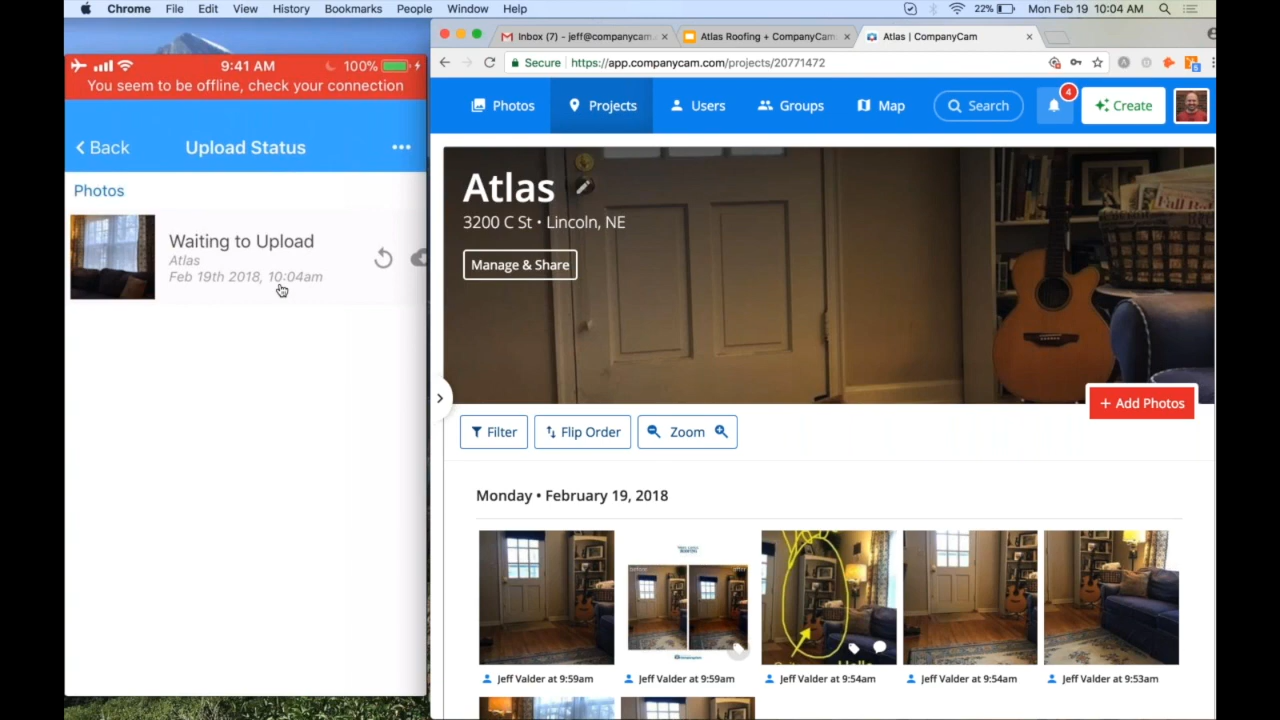 Chrome File Edit View History Bookmarks People Window Help
22% Mon Feb 19 10:04 AM
9:41 AM 100%
You seem to be offline, check your connection
Back Upload Status
Photos
Waiting to Upload
Atlas
Feb 19th 2018, 10:04am
Inbox (7) - jeff@companycam.
Atlas Roofing + CompanyCam
Atlas | CompanyCam
Secure https://app.companycam.com/projects/20771472
5
Photos Projects Users Groups Map Search 4 Create
Atlas
3200 C St • Lincoln, NE
Manage & Share
+ Add Photos
Filter Flip Order Zoom
Monday • February 19, 2018
Jeff Valder at 9:59am
Jeff Valder at 9:59am
Jeff Valder at 9:54am
Jeff Valder at 9:54am
Jeff Valder at 9:53am